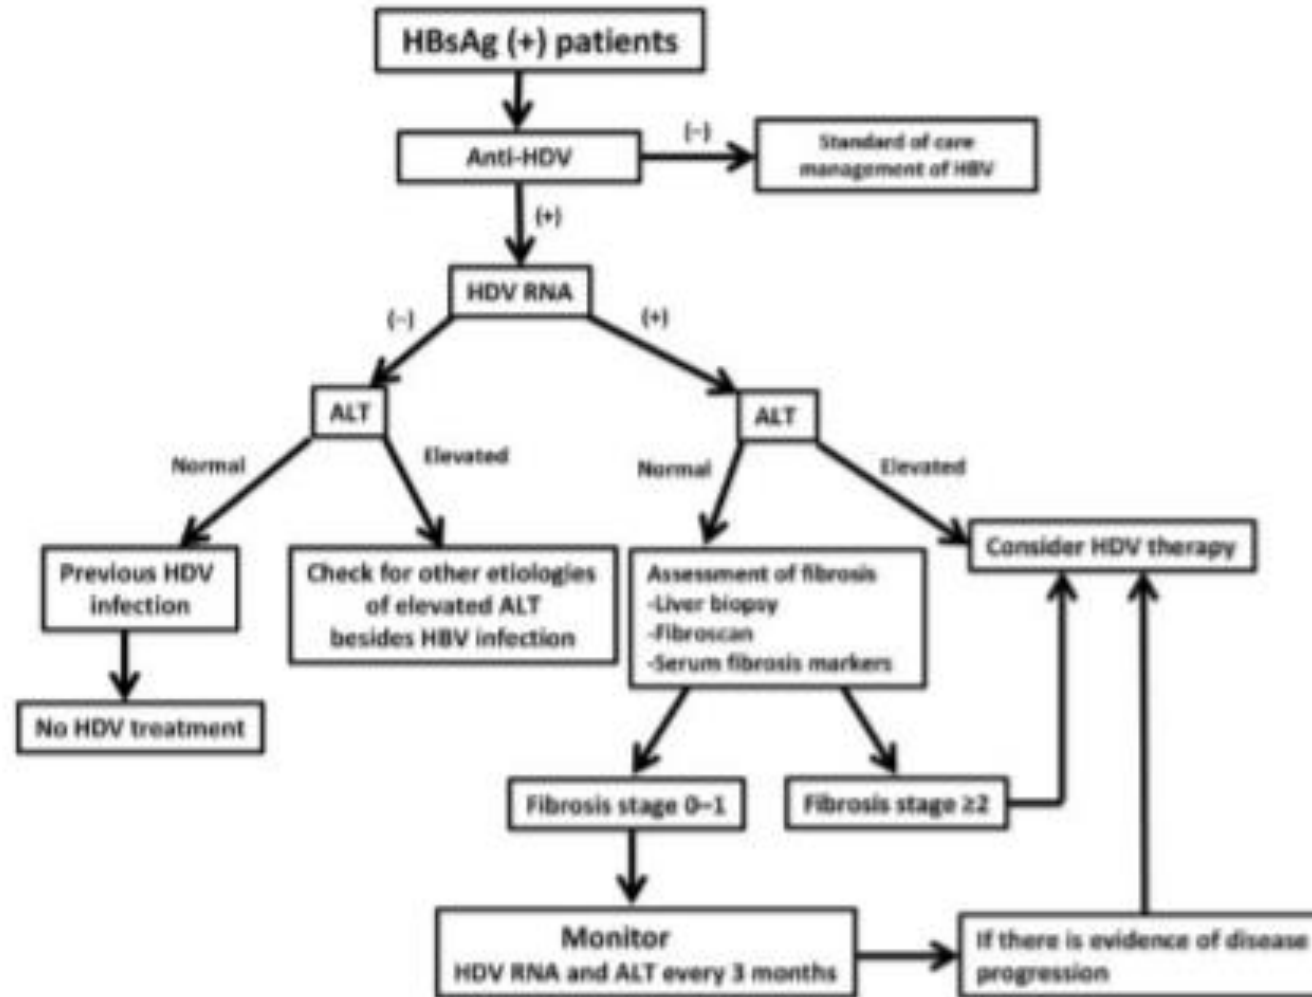 HBsAg (+) patients
Anti-HDV
(−)
Standard of care
management of HBV
(+)
HDV RNA
(−)
(+)
ALT
ALT
Normal
Elevated
Normal
Elevated
Previous HDV
infection
Check for other etiologies
of elevated ALT
besides HBV infection
Assessment of fibrosis
-Liver biopsy
-Fibroscan
-Serum fibrosis markers
Consider HDV therapy
No HDV treatment
Fibrosis stage 0–1
Fibrosis stage ≥2
Monitor
HDV RNA and ALT every 3 months
If there is evidence of disease
progression